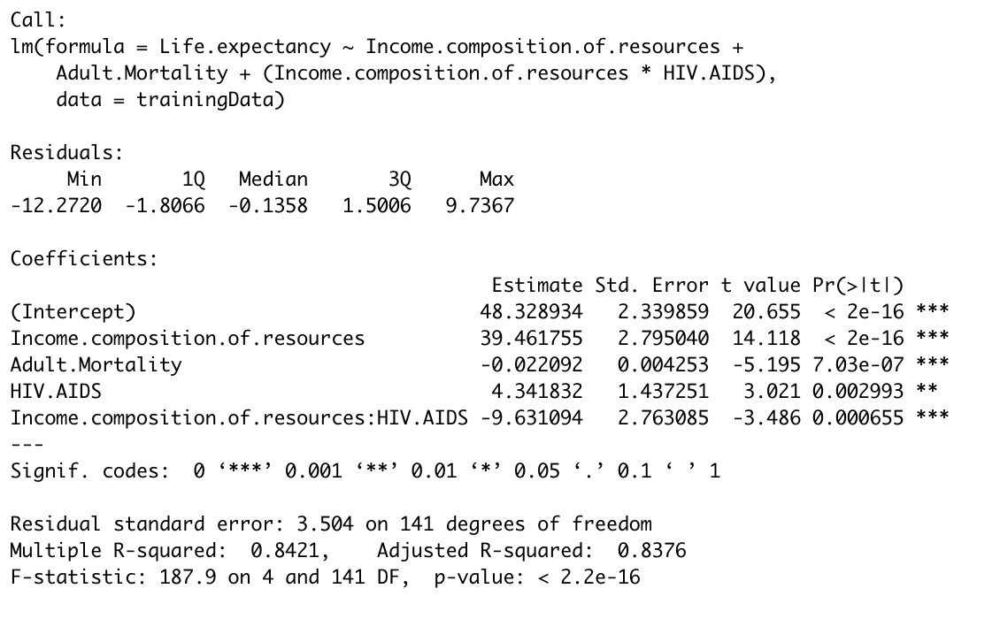 Call:
lm(formula = Life.expectancy ~ Income.composition.of.resources +
    Adult.Mortality + (Income.composition.of.resources * HIV.AIDS),
    data = trainingData)

Residuals:
     Min       1Q   Median       3Q      Max
-12.2720  -1.8066  -0.1358   1.5006   9.7367

Coefficients:
                                         Estimate Std. Error t value Pr(>|t|)
(Intercept)                             48.328934   2.339859  20.655  < 2e-16 ***
Income.composition.of.resources         39.461755   2.795040  14.118  < 2e-16 ***
Adult.Mortality                         -0.022092   0.004253  -5.195 7.03e-07 ***
HIV.AIDS                                 4.341832   1.437251   3.021 0.002993 **
Income.composition.of.resources:HIV.AIDS -9.631094   2.763085  -3.486 0.000655 ***
---
Signif. codes:  0 ‘***’ 0.001 ‘**’ 0.01 ‘*’ 0.05 ‘.’ 0.1 ‘ ’ 1

Residual standard error: 3.504 on 141 degrees of freedom
Multiple R-squared:  0.8421,    Adjusted R-squared:  0.8376
F-statistic: 187.9 on 4 and 141 DF,  p-value: < 2.2e-16